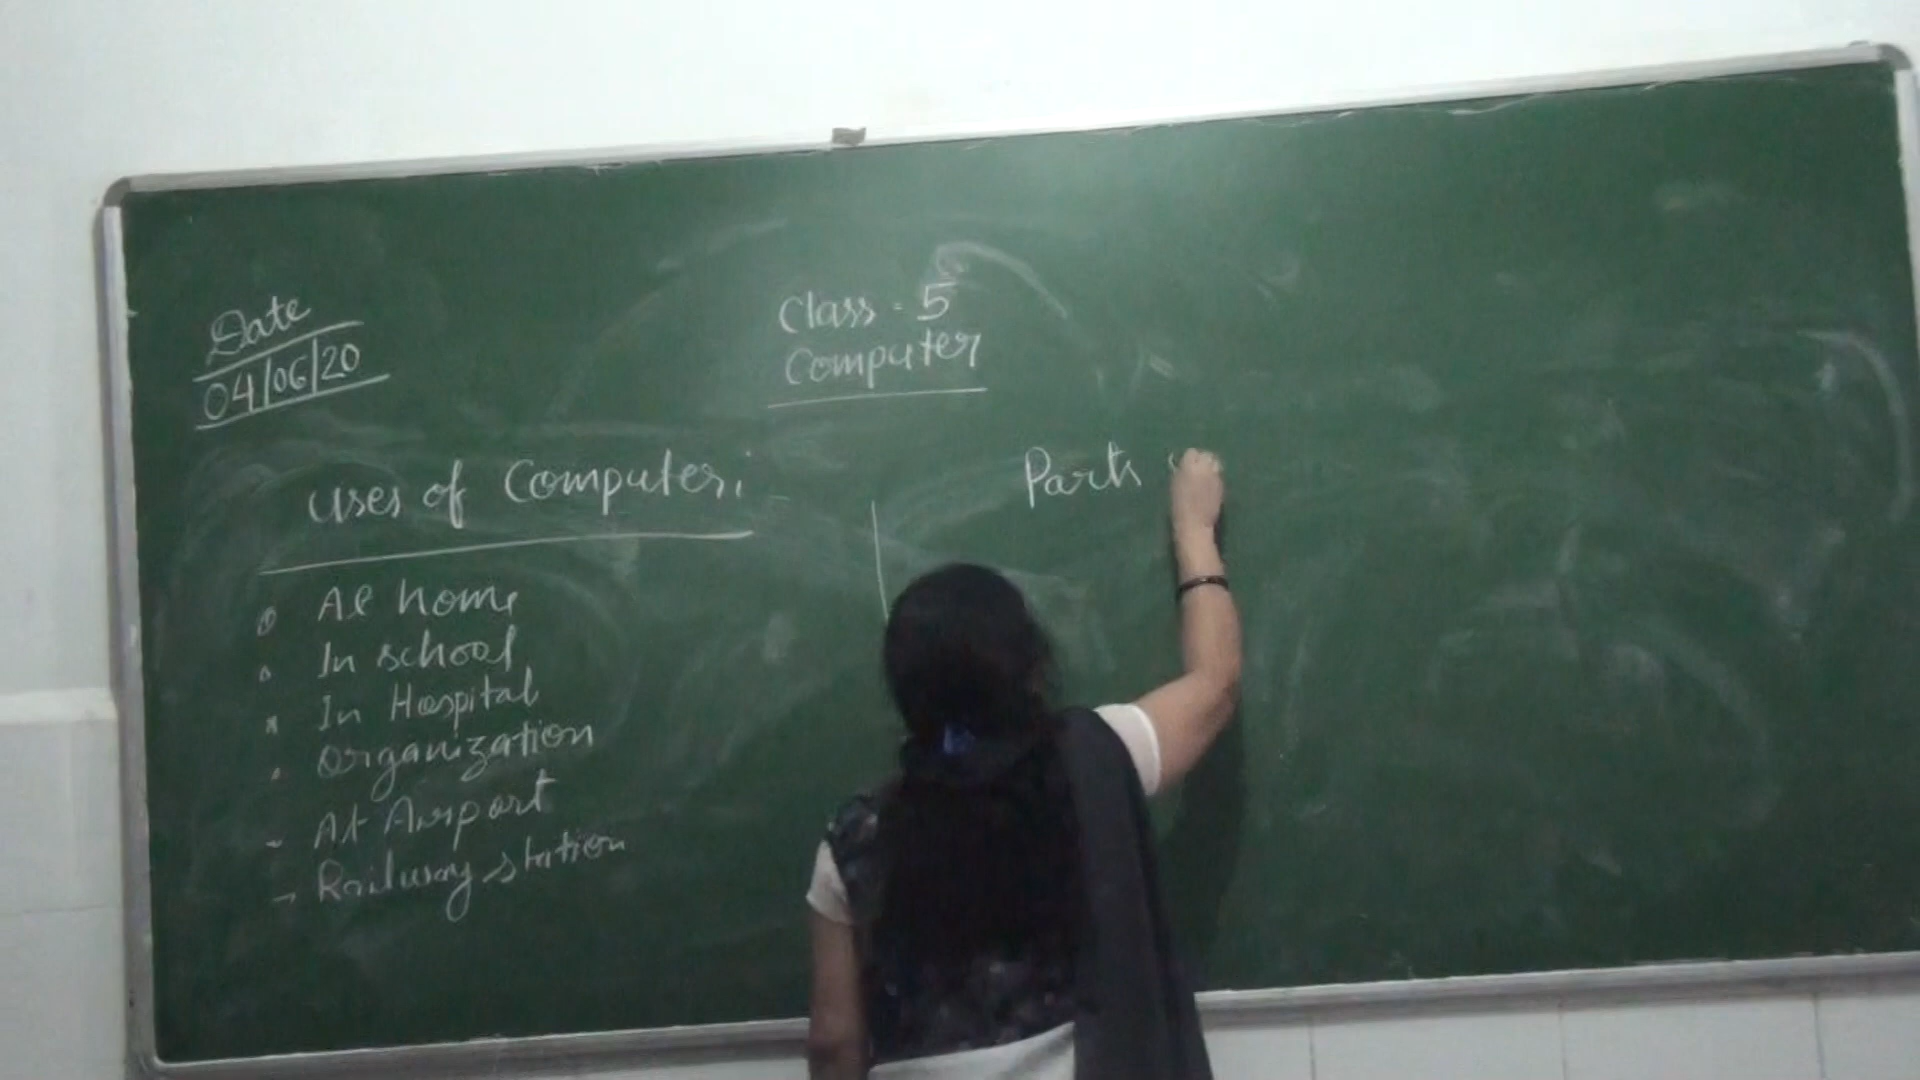 Date
04/06/20
Class - 5
Computer
Uses of Computer:
At home
In school
In Hospital
Organization
At Airport
Railway station
Parts